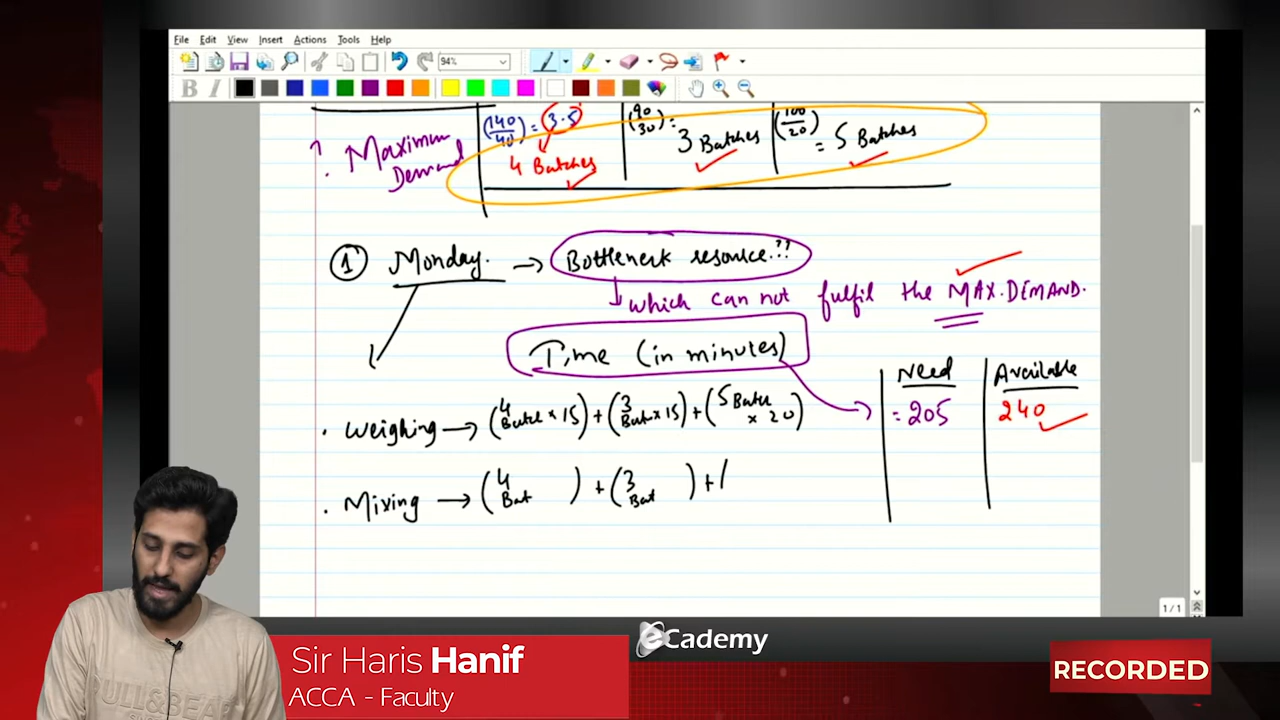 File Edit View Insert Actions Tools Help
94%
B I
? Maximum Demand
(140/40) = 3.5
4 Batches
(90/30) =
3 Batches
(100/20)
= 5 Batches
① Monday. → Bottleneck resource..??
which can not fulfil the MAX. DEMAND.
Time (in minutes)
Need
Available
• Weighing → (4 Batch × 15) + (3 Batch × 15) + (5 Batch × 20)
= 205
240
• Mixing → (4 Bat ) + (3 Bat ) + (
1/1
eCademy
Sir Haris Hanif
ACCA - Faculty
RECORDED